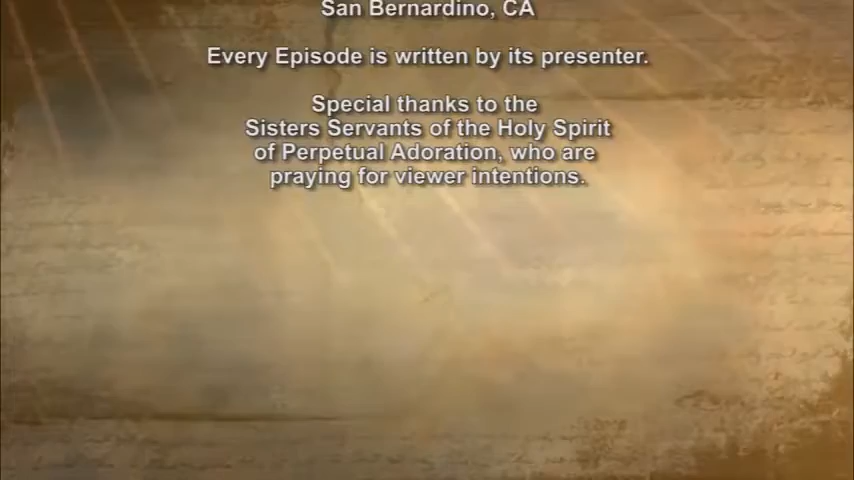 San Bernardino, CA
Every Episode is written by its presenter.
Special thanks to the
Sisters Servants of the Holy Spirit
of Perpetual Adoration, who are
praying for viewer intentions.